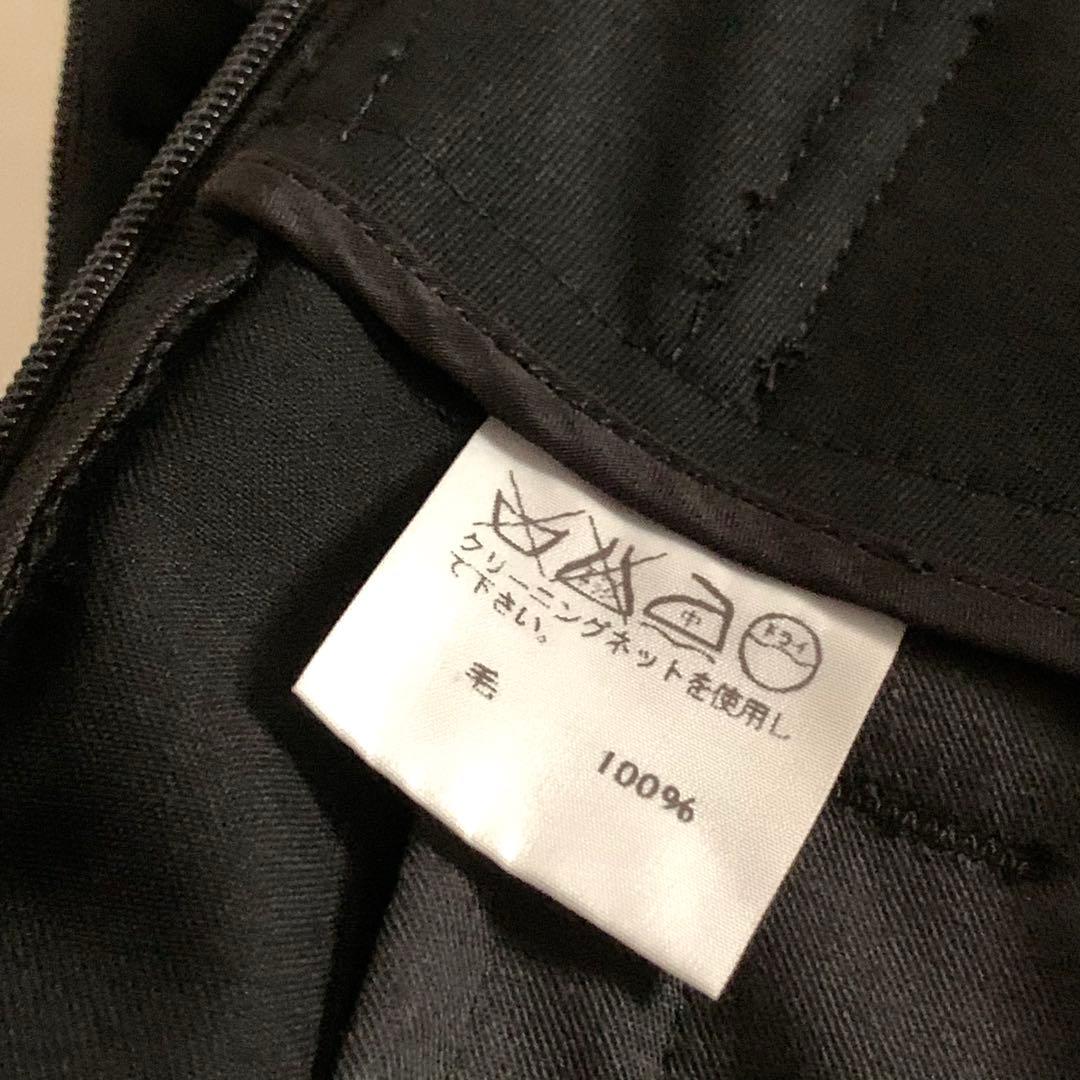 中 ドライ
クリーニングネットを使用し
て下さい。
毛
100%